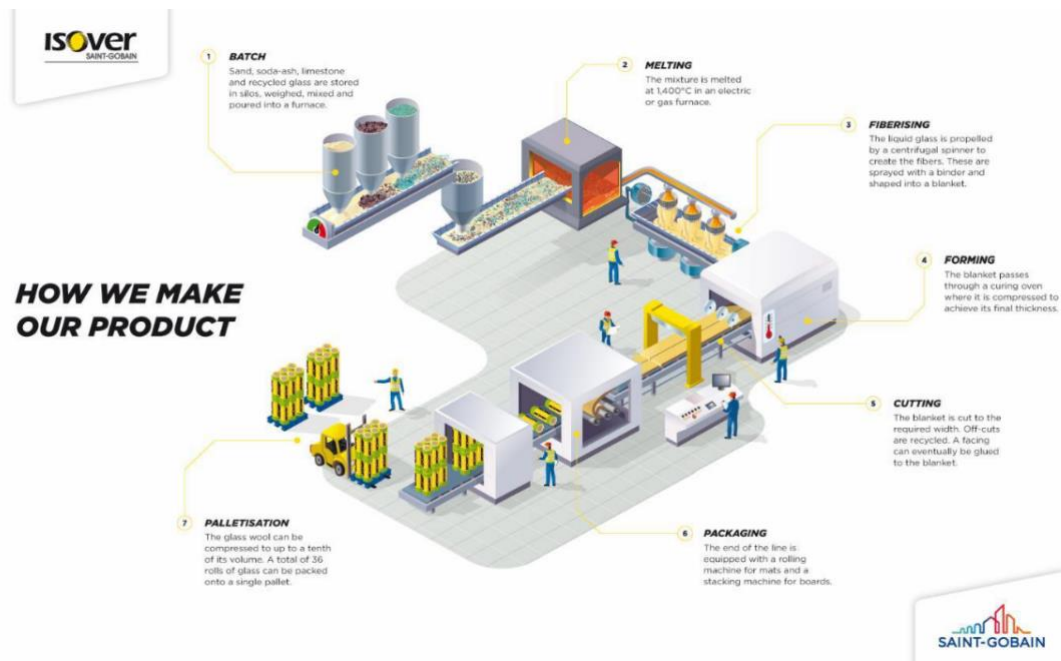 isover
SAINT-GOBAIN
1 BATCH
Sand, soda-ash, limestone
and recycled glass are stored
in silos, weighed, mixed and
poured into a furnace.
2 MELTING
The mixture is melted
at 1,400°C in an electric
or gas furnace.
3 FIBERISING
The liquid glass is propelled
by a centrifugal spinner to
create the fibers. These are
sprayed with a binder and
shaped into a blanket.
HOW WE MAKE
OUR PRODUCT
4 FORMING
The blanket passes
through a curing oven
where it is compressed to
achieve its final thickness.
5 CUTTING
The blanket is cut to the
required width. Off-cuts
are recycled. A facing
can eventually be glued
to the blanket.
6 PACKAGING
The end of the line is
equipped with a rolling
machine for mats and a
stacking machine for boards.
7 PALLETISATION
The glass wool can be
compressed to up to a tenth
of its volume. A total of 36
rolls of glass can be packed
onto a single pallet.
SAINT-GOBAIN